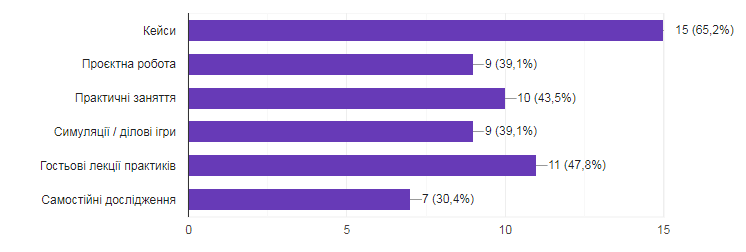 Кейси 15 (65,2%)
Проєктна робота 9 (39,1%)
Практичні заняття 10 (43,5%)
Симуляції / ділові ігри 9 (39,1%)
Гостьові лекції практиків 11 (47,8%)
Самостійні дослідження 7 (30,4%)
0 5 10 15